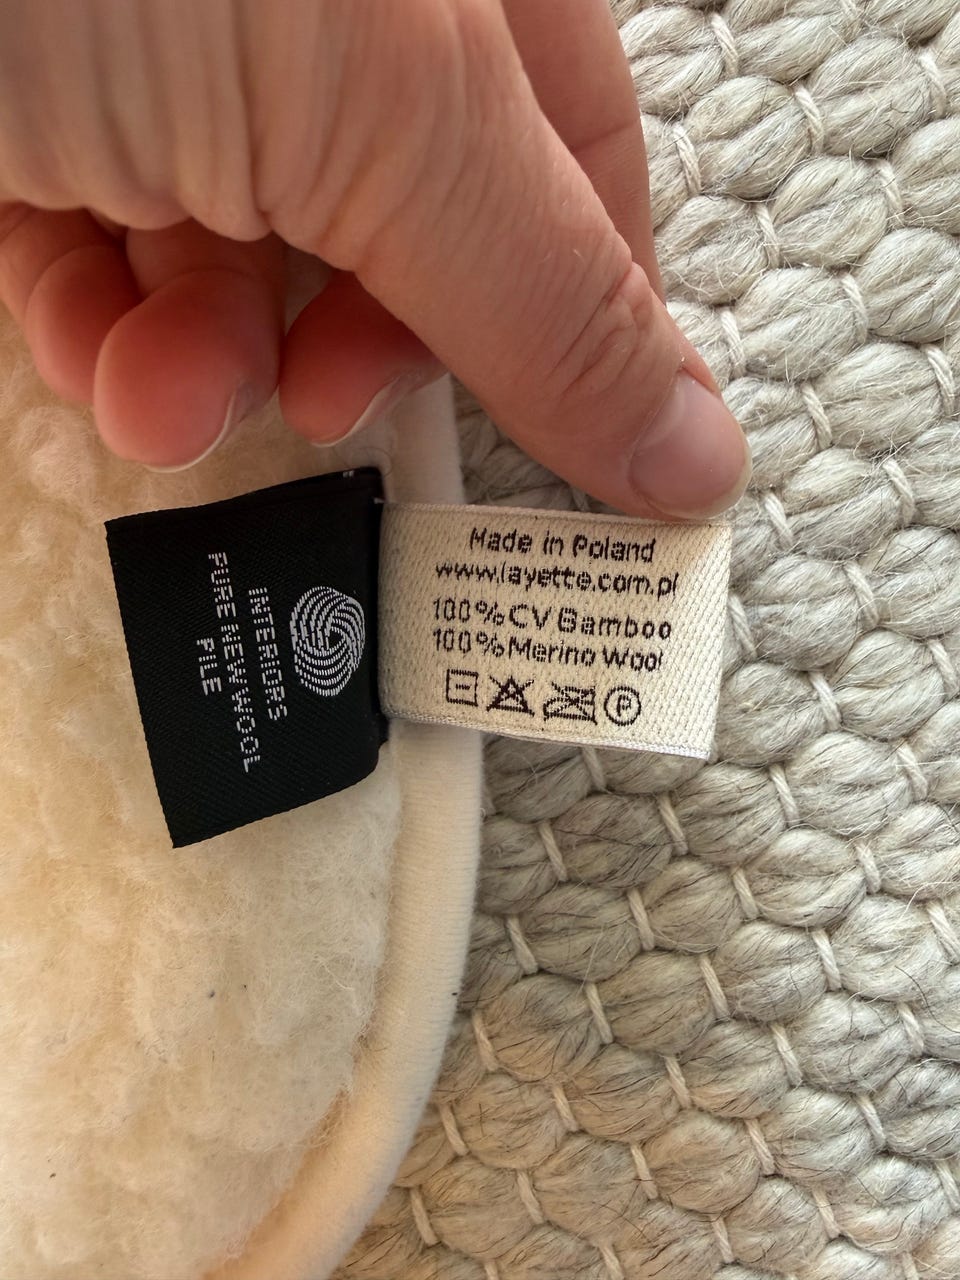 INTERIORS
PURE NEW WOOL
PILE
Made in Poland
www.layette.com.pl
100%CV Bamboo
100%Merino Wool
P